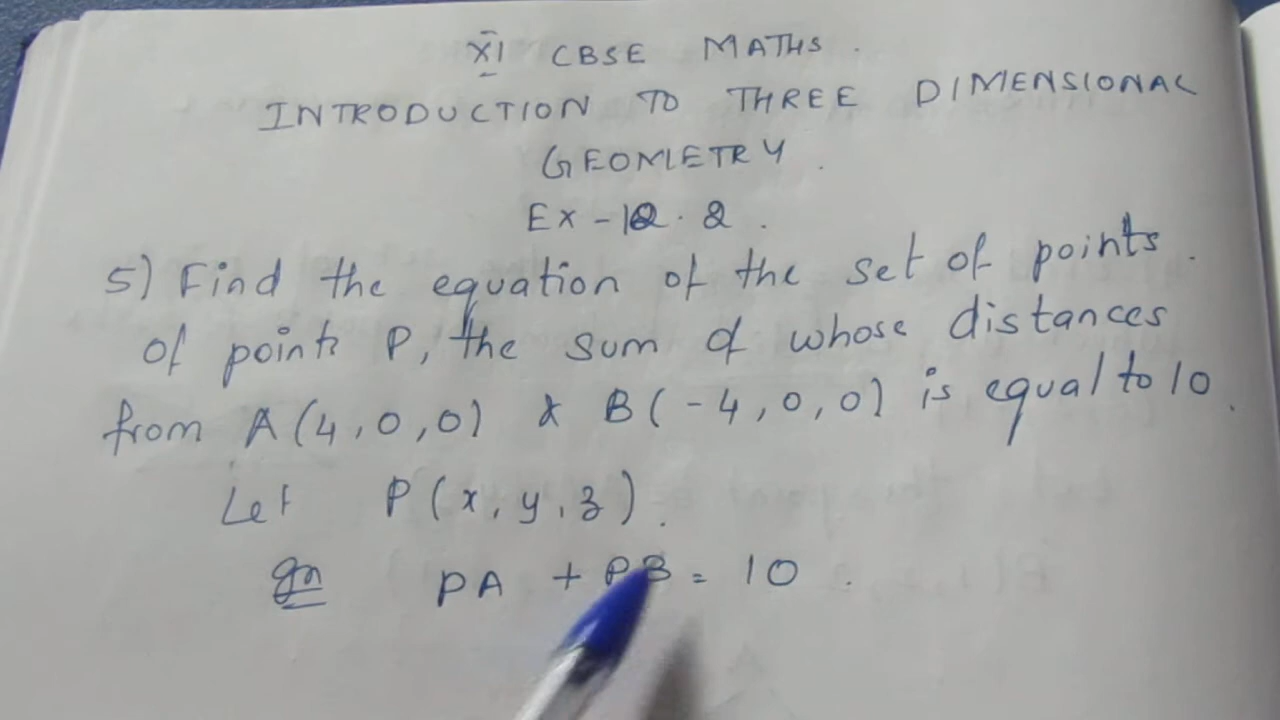 XI CBSE MATHS.
INTRODUCTION TO THREE DIMENSIONAL
GEOMETRY.
Ex-12.2.
5) Find the equation of the set of points.
of points P, the sum of whose distances
from A(4,0,0) & B(-4,0,0) is equal to 10.
Let P(x,y,z).
gn PA + PB = 10.